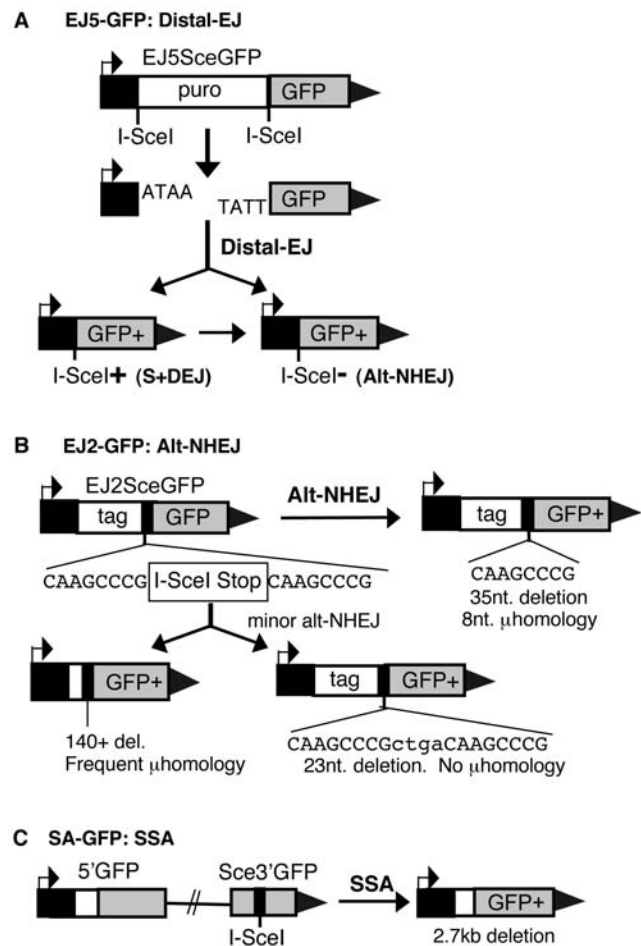 A EJ5-GFP: Distal-EJ
EJ5SceGFP
puro GFP
I-SceI I-SceI
ATAA TATT GFP
Distal-EJ
GFP+ GFP+
I-SceI+ (S+DEJ) I-SceI- (Alt-NHEJ)
B EJ2-GFP: Alt-NHEJ
EJ2SceGFP
Alt-NHEJ
tag GFP tag GFP+
CAAGCCCG I-SceI Stop CAAGCCCG
CAAGCCCG
35nt. deletion
8nt. μhomology
minor alt-NHEJ
GFP+ tag GFP+
140+ del.
Frequent μhomology
CAAGCCCGctgaCAAGCCCG
23nt. deletion. No μhomology
C SA-GFP: SSA
5'GFP Sce3'GFP
SSA
GFP+
I-SceI
2.7kb deletion